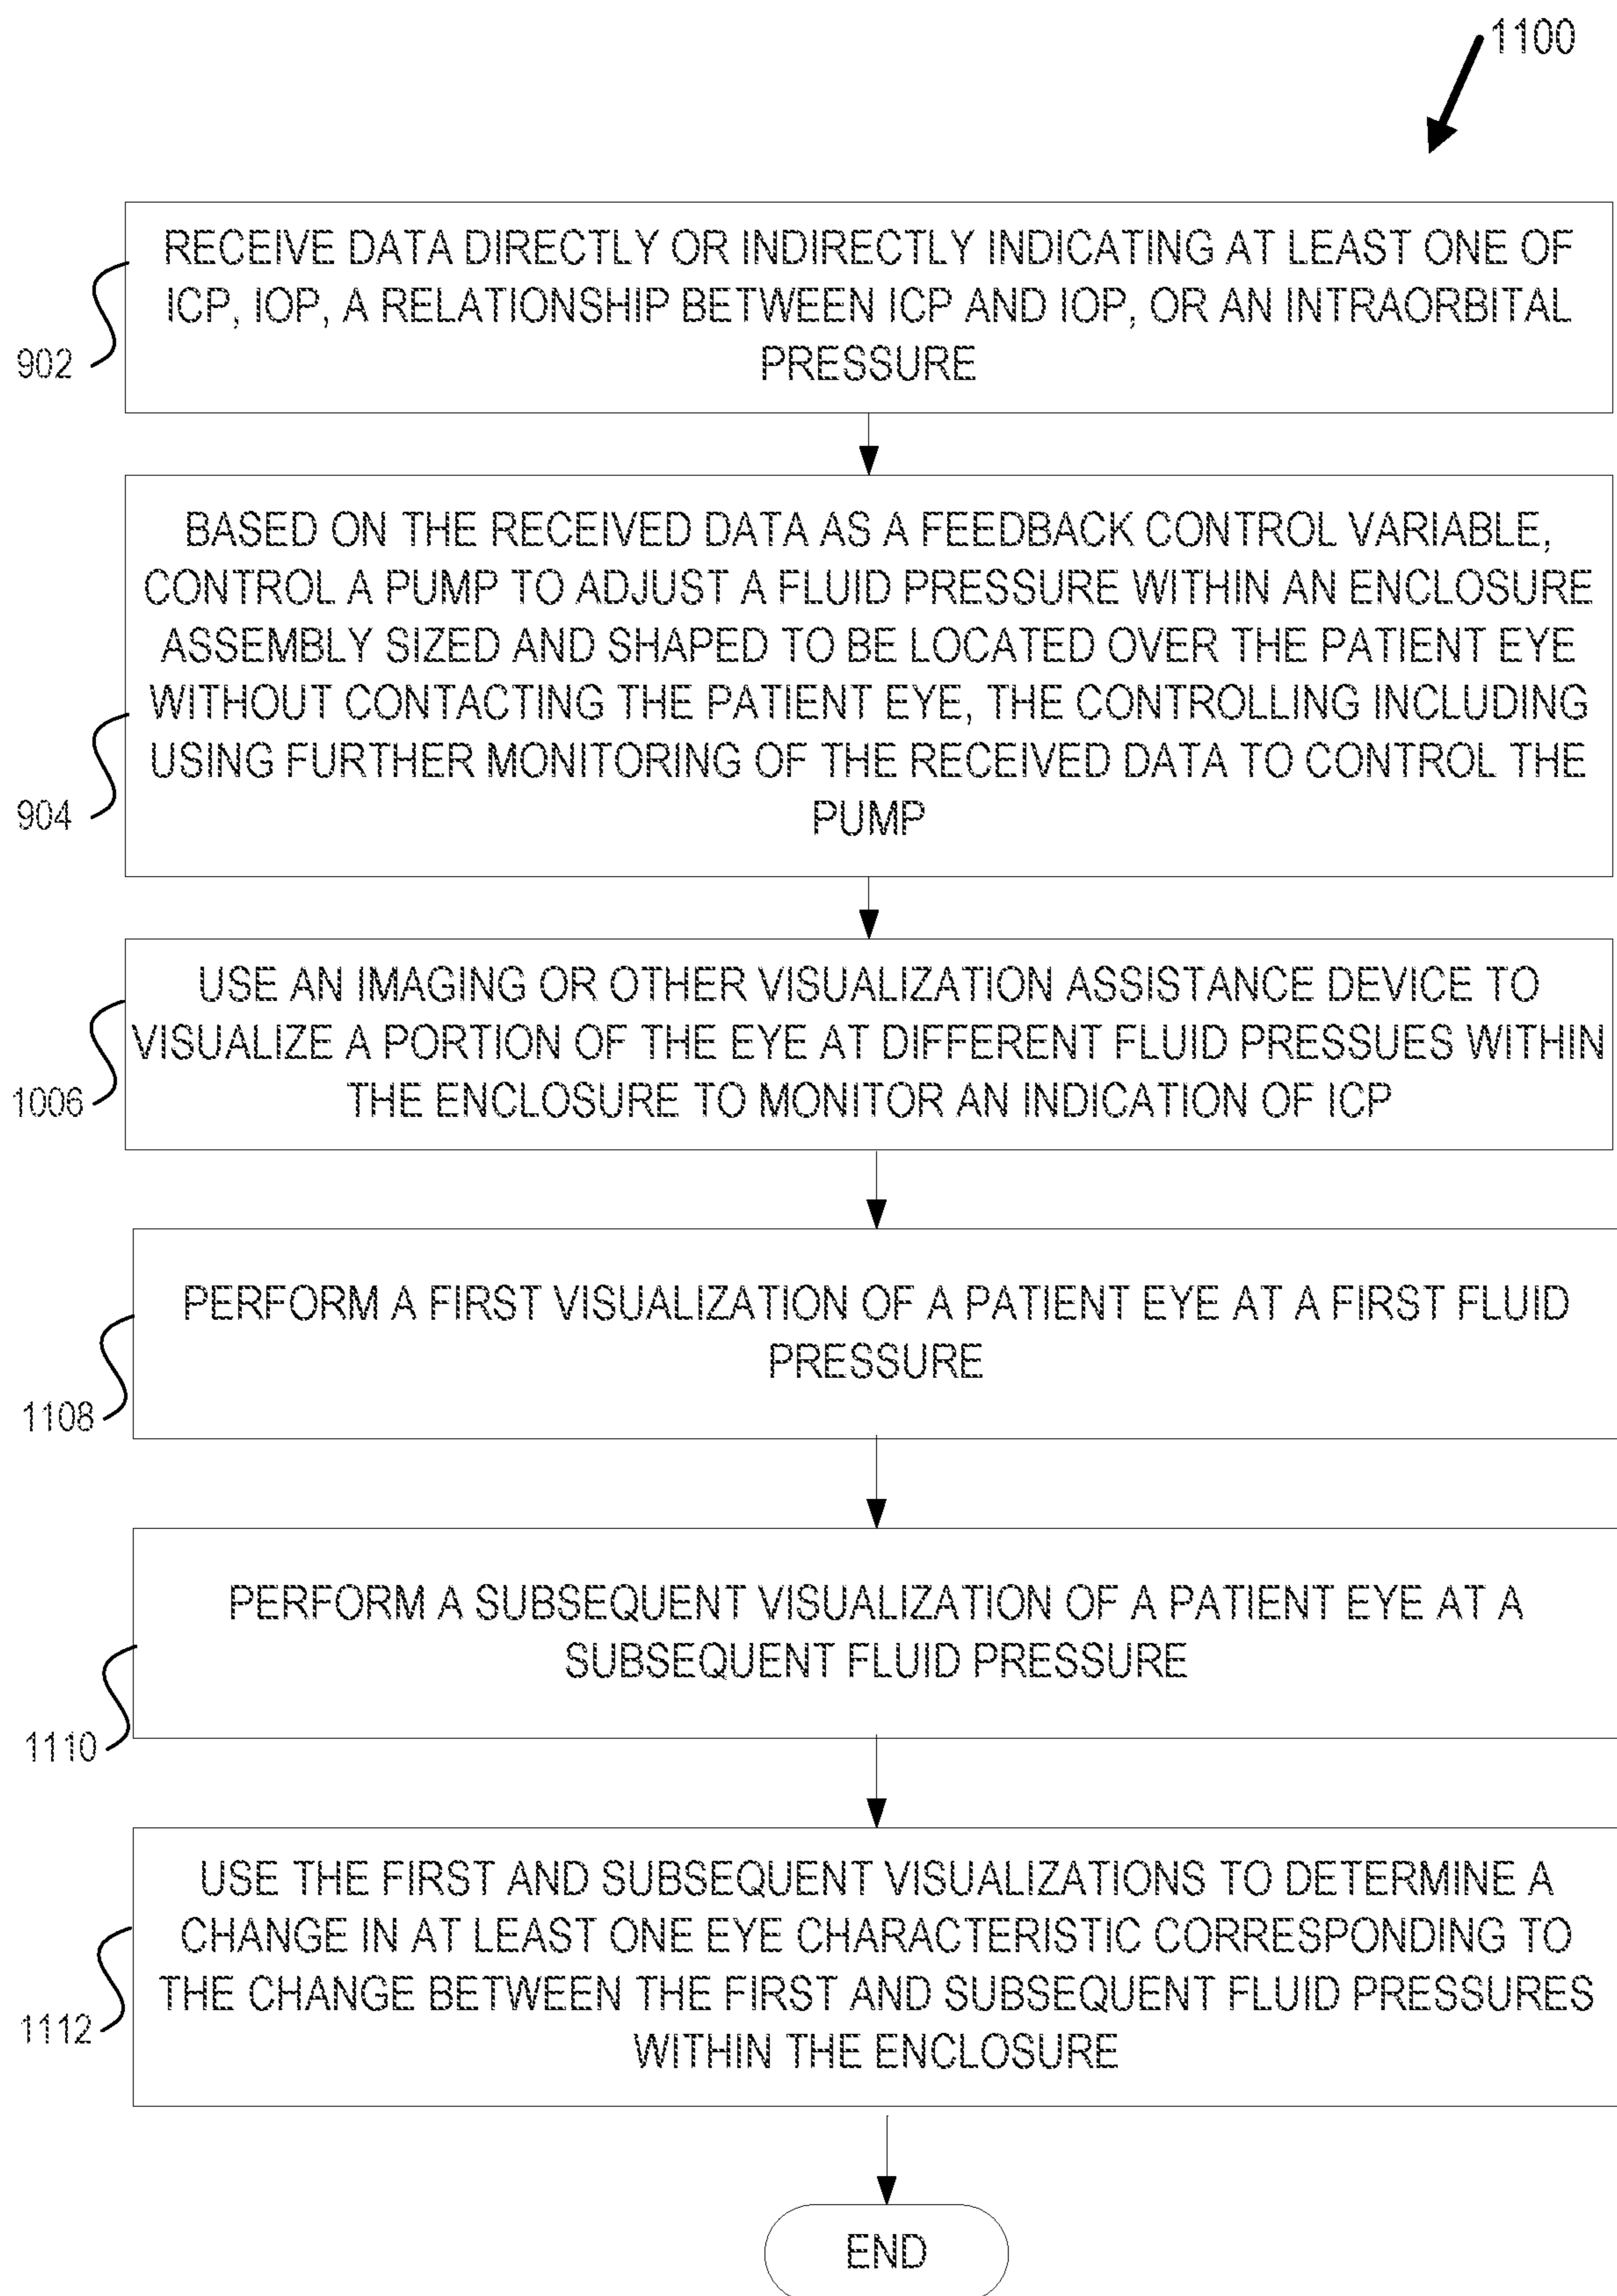 1100
RECEIVE DATA DIRECTLY OR INDIRECTLY INDICATING AT LEAST ONE OF
ICP, IOP, A RELATIONSHIP BETWEEN ICP AND IOP, OR AN INTRAORBITAL
PRESSURE
902
BASED ON THE RECEIVED DATA AS A FEEDBACK CONTROL VARIABLE,
CONTROL A PUMP TO ADJUST A FLUID PRESSURE WITHIN AN ENCLOSURE
ASSEMBLY SIZED AND SHAPED TO BE LOCATED OVER THE PATIENT EYE
WITHOUT CONTACTING THE PATIENT EYE, THE CONTROLLING INCLUDING
USING FURTHER MONITORING OF THE RECEIVED DATA TO CONTROL THE
PUMP
904
USE AN IMAGING OR OTHER VISUALIZATION ASSISTANCE DEVICE TO
VISUALIZE A PORTION OF THE EYE AT DIFFERENT FLUID PRESSUES WITHIN
THE ENCLOSURE TO MONITOR AN INDICATION OF ICP
1006
PERFORM A FIRST VISUALIZATION OF A PATIENT EYE AT A FIRST FLUID
PRESSURE
1108
PERFORM A SUBSEQUENT VISUALIZATION OF A PATIENT EYE AT A
SUBSEQUENT FLUID PRESSURE
1110
USE THE FIRST AND SUBSEQUENT VISUALIZATIONS TO DETERMINE A
CHANGE IN AT LEAST ONE EYE CHARACTERISTIC CORRESPONDING TO
THE CHANGE BETWEEN THE FIRST AND SUBSEQUENT FLUID PRESSURES
WITHIN THE ENCLOSURE
1112
END